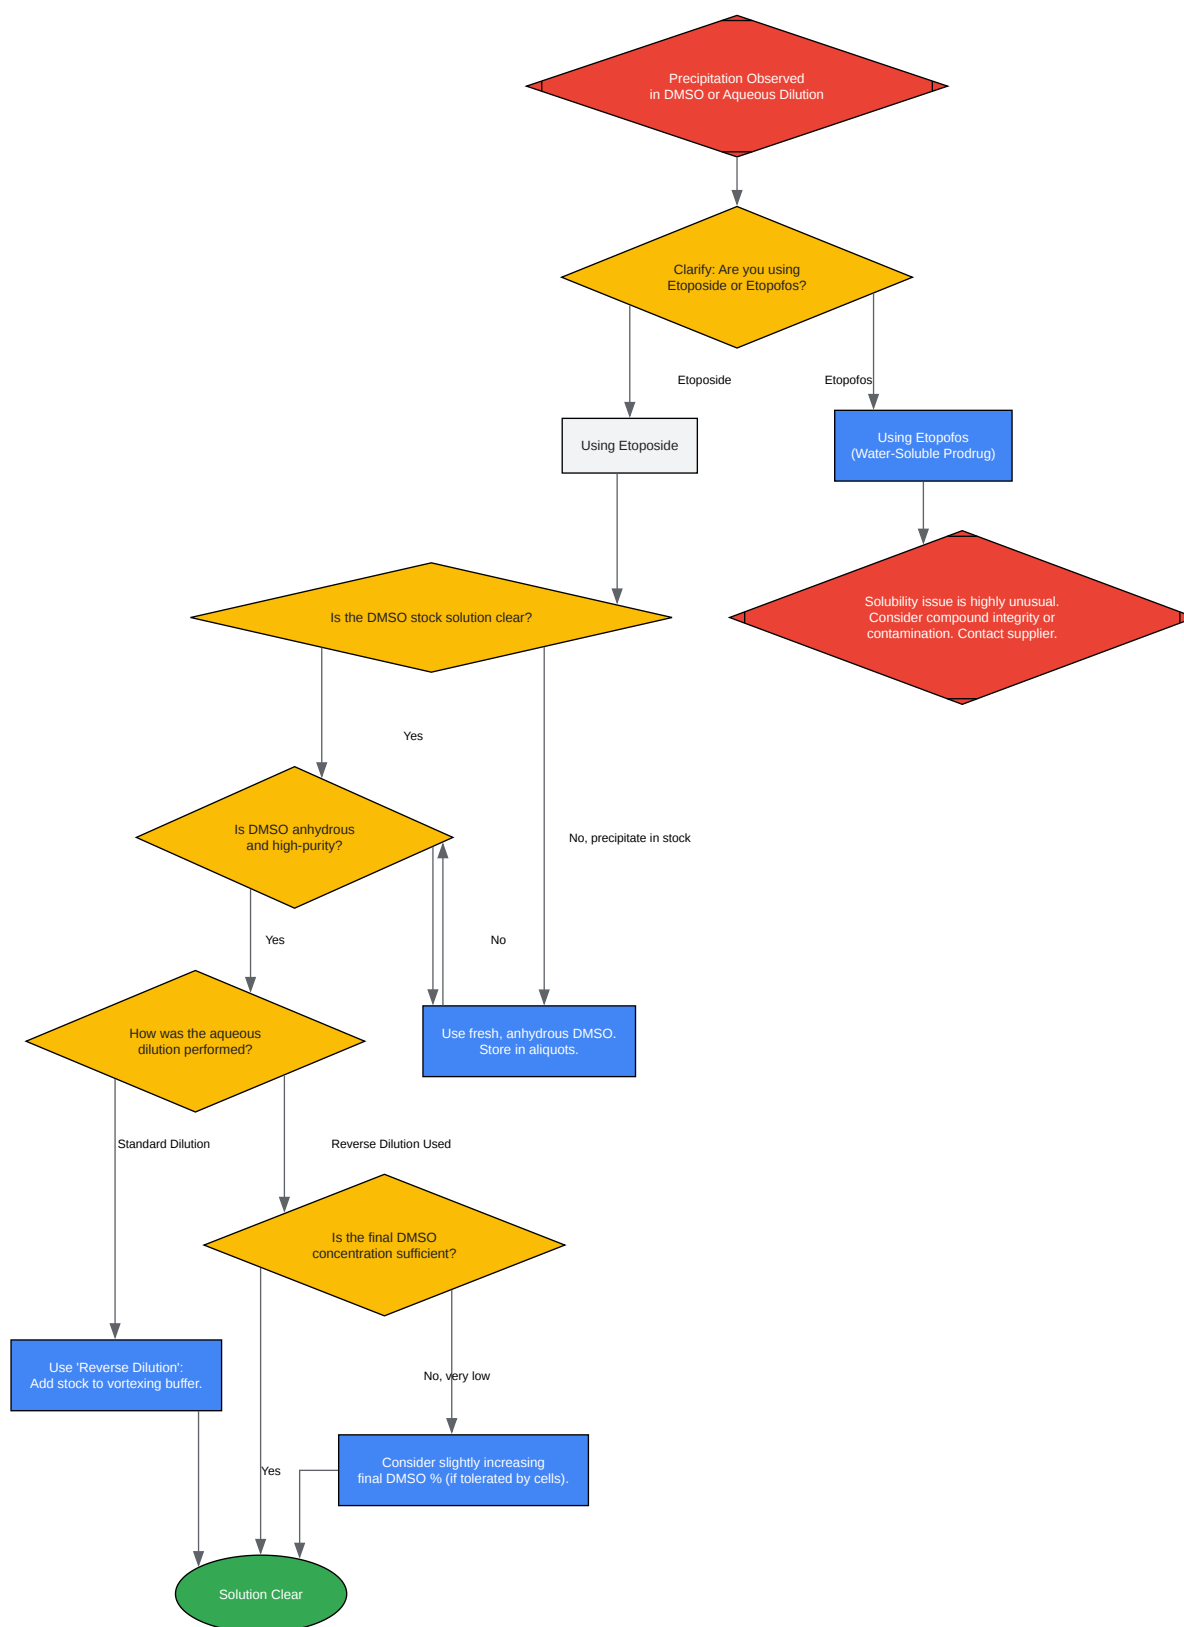 Precipitation Observed
in DMSO or Aqueous Dilution
Clarify: Are you using
Etoposide or Etopofos?
Etoposide
Etopofos
Using Etoposide
Using Etopofos
(Water-Soluble Prodrug)
Is the DMSO stock solution clear?
Solubility issue is highly unusual.
Consider compound integrity or
contamination. Contact supplier.
Yes
Is DMSO anhydrous
and high-purity?
No, precipitate in stock
Yes
No
How was the aqueous
dilution performed?
Use fresh, anhydrous DMSO.
Store in aliquots.
Standard Dilution
Reverse Dilution Used
Is the final DMSO
concentration sufficient?
Use 'Reverse Dilution':
Add stock to vortexing buffer.
No, very low
Yes
Consider slightly increasing
final DMSO % (if tolerated by cells).
Solution Clear